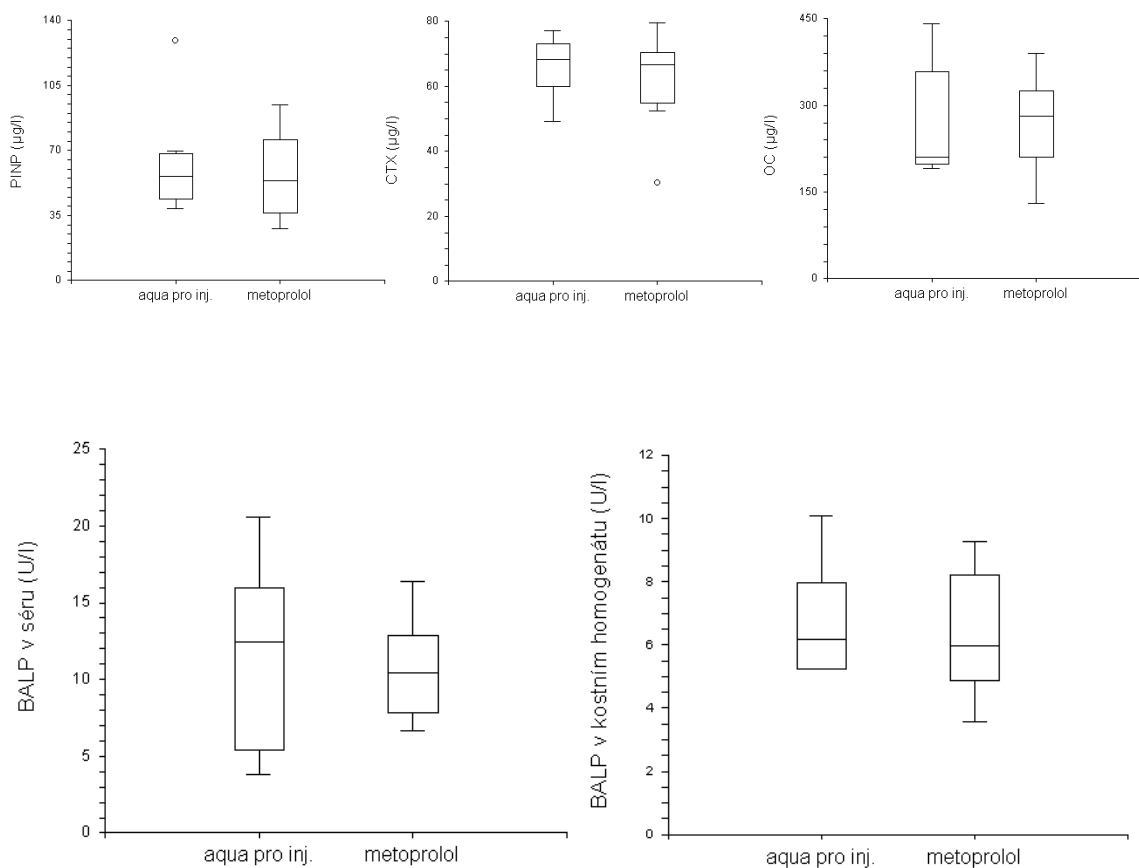 140
105
70
35
0
PINP (µg/l)
aqua pro inj. metoprolol
80
60
40
20
0
CTX (µg/l)
aqua pro inj. metoprolol
450
300
150
0
OC (µg/l)
aqua pro inj. metoprolol
25
20
15
10
5
0
BALP v séru (U/l)
aqua pro inj. metoprolol
12
10
8
6
4
2
0
BALP v kostním homogenátu (U/l)
aqua pro inj. metoprolol